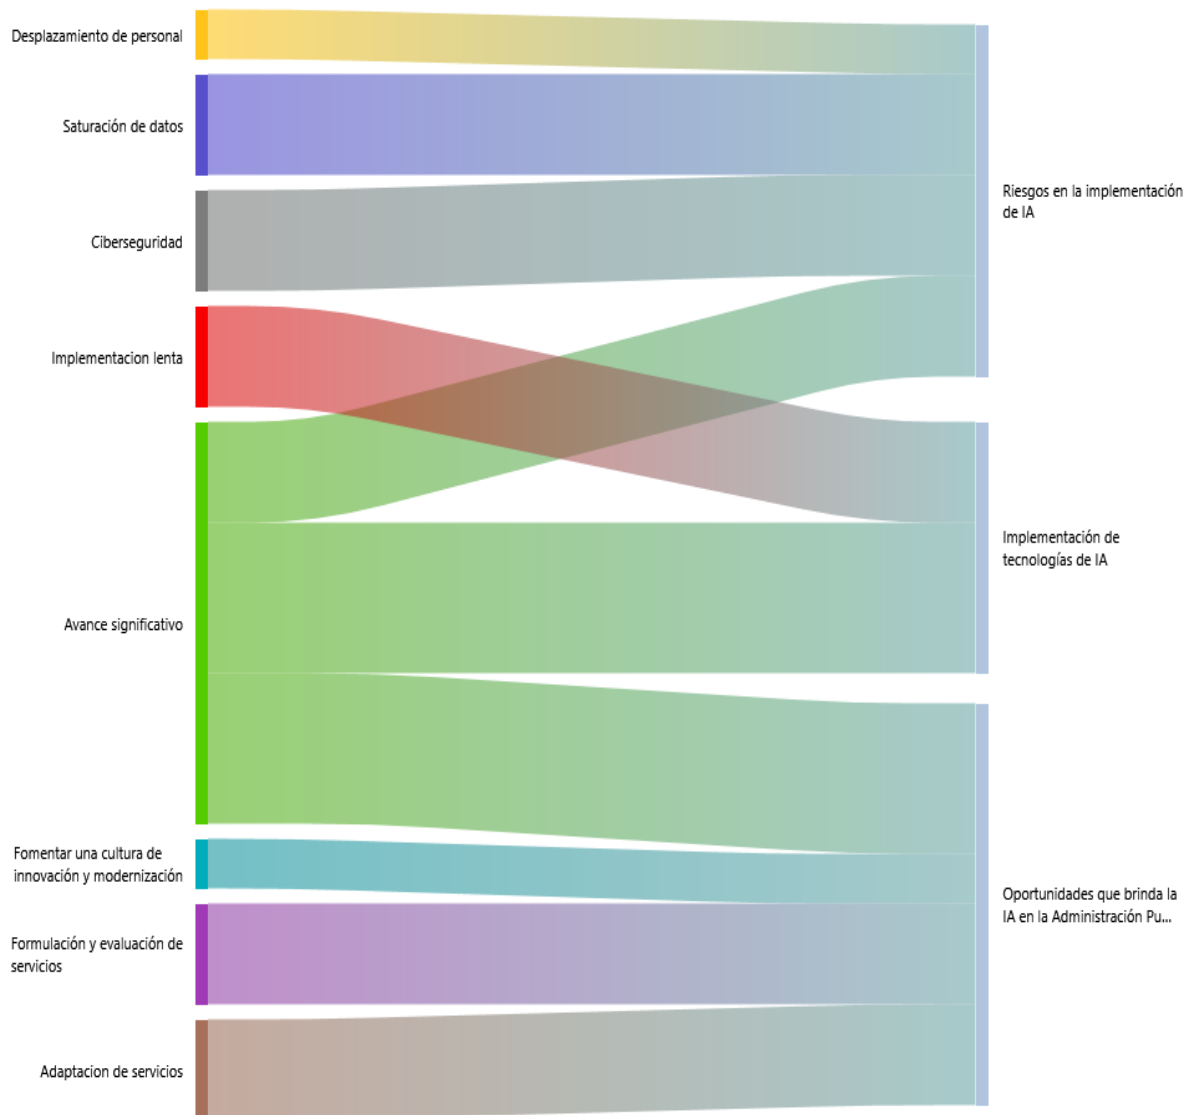 Desplazamiento de personal
Saturación de datos
Ciberseguridad
Implementacion lenta
Avance significativo
Fomentar una cultura de
innovación y modernización
Formulación y evaluación de
servicios
Adaptacion de servicios
Riesgos en la implementación
de IA
Implementación de
tecnologías de IA
Oportunidades que brinda la
IA en la Administración Pu...